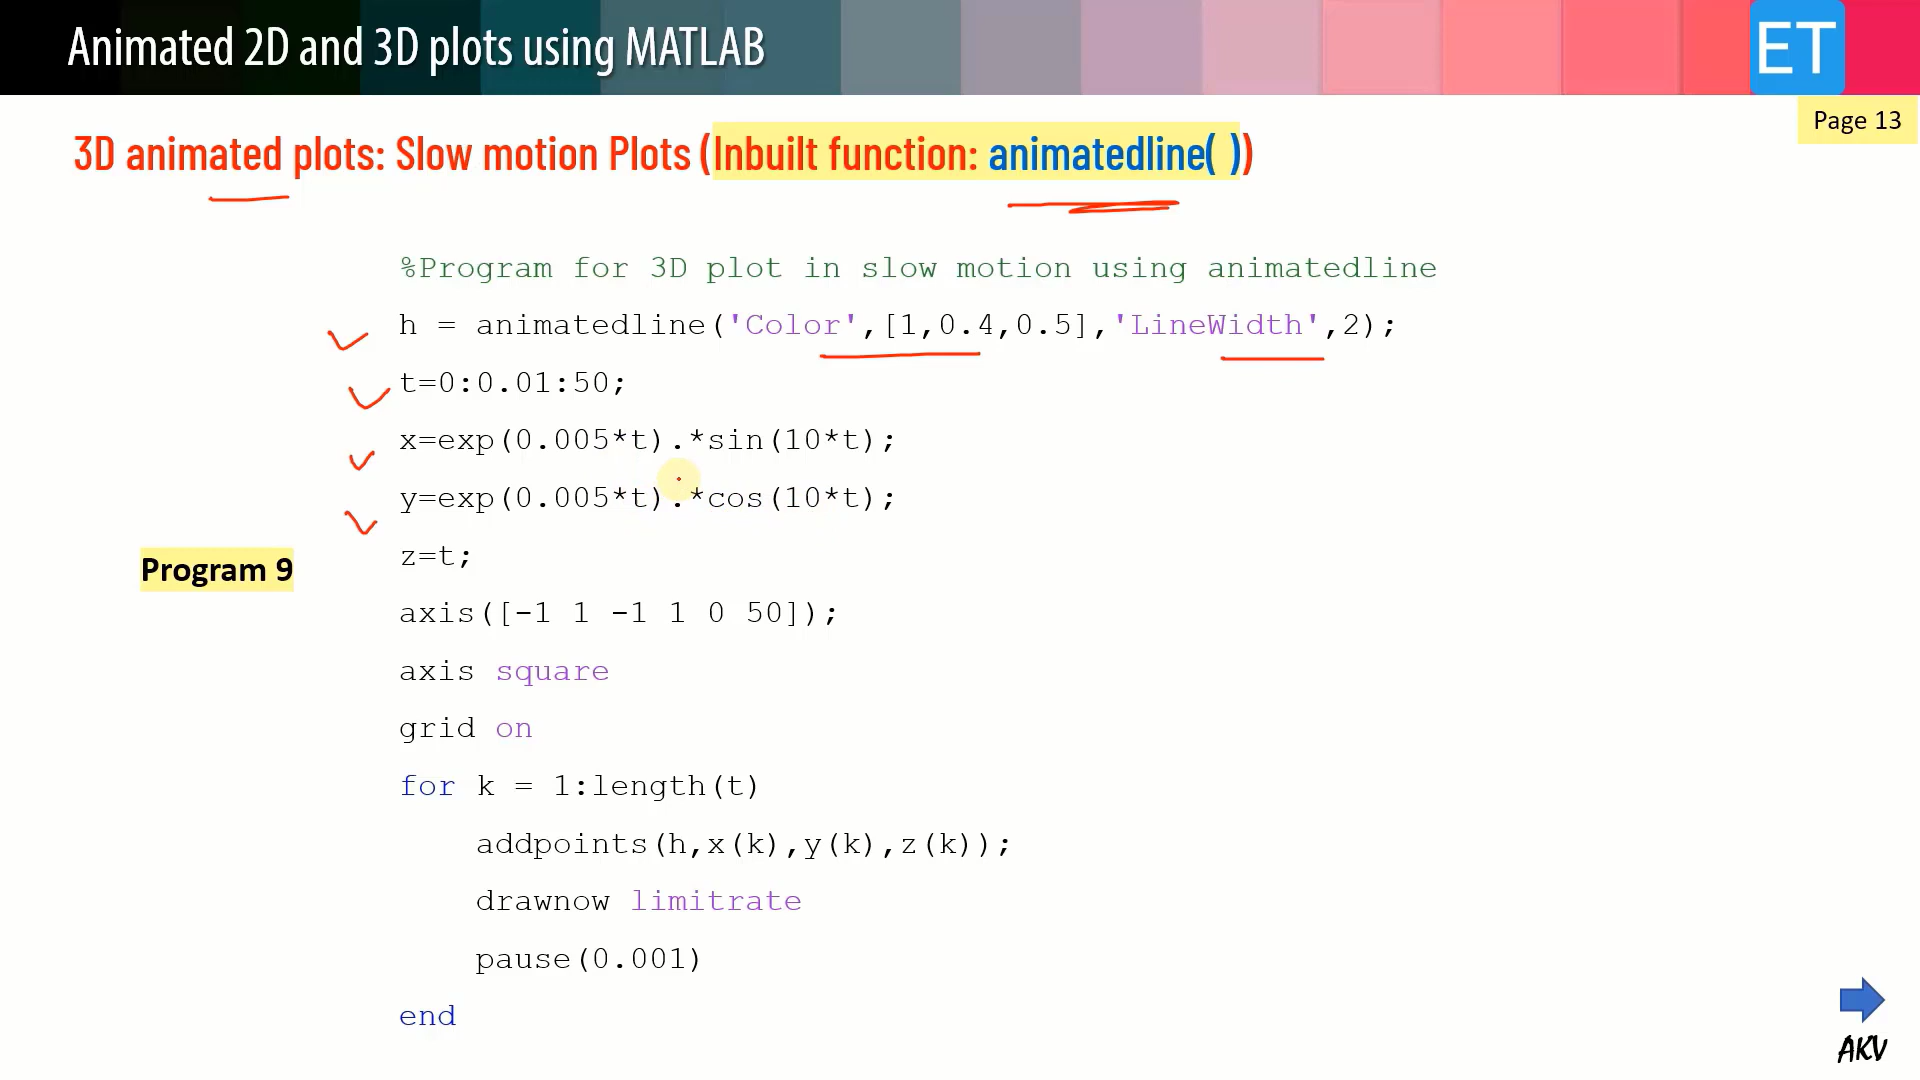 Animated 2D and 3D plots using MATLAB
ET
Page 13
3D animated plots: Slow motion Plots (Inbuilt function: animatedline( ))
%Program for 3D plot in slow motion using animatedline
h = animatedline('Color',[1,0.4,0.5],'LineWidth',2);
t=0:0.01:50;
x=exp(0.005*t).*sin(10*t);
y=exp(0.005*t).*cos(10*t);
z=t;
Program 9
axis([-1 1 -1 1 0 50]);
axis square
grid on
for k = 1:length(t)
addpoints(h,x(k),y(k),z(k));
drawnow limitrate
pause(0.001)
end
AKV